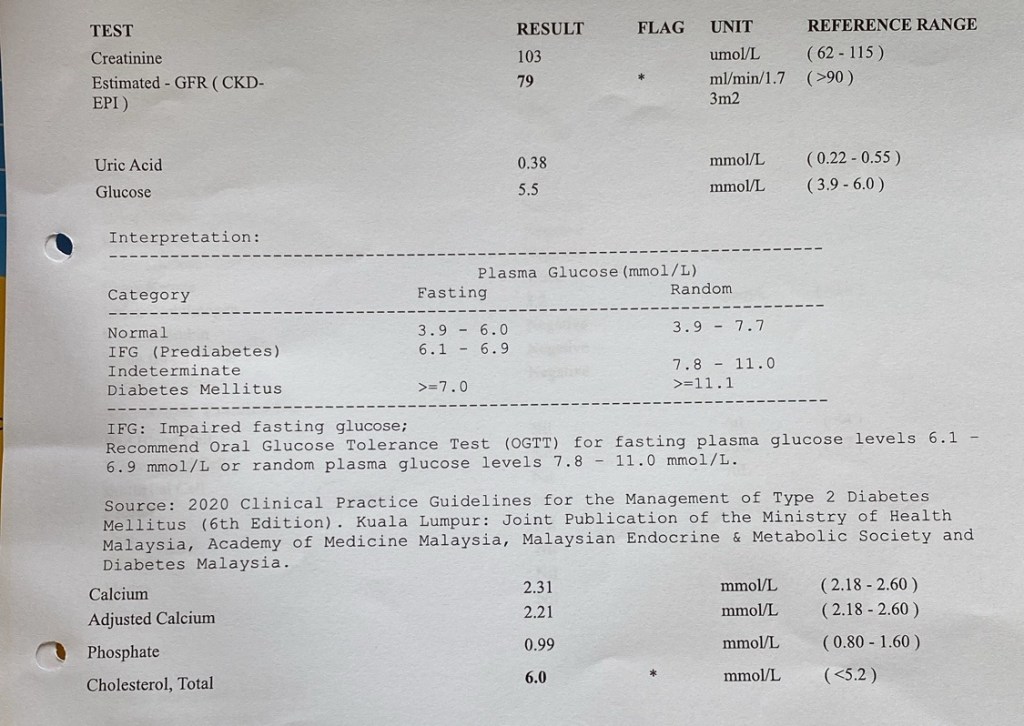 TEST RESULT FLAG UNIT REFERENCE RANGE
Creatinine 103 umol/L ( 62 - 115 )
Estimated - GFR ( CKD- 79 * ml/min/1.7 ( >90 )
EPI ) 3m2
Uric Acid 0.38 mmol/L ( 0.22 - 0.55 )
Glucose 5.5 mmol/L ( 3.9 - 6.0 )
Interpretation:
Plasma Glucose(mmol/L)
Category Fasting Random
Normal 3.9 - 6.0 3.9 - 7.7
IFG (Prediabetes) 6.1 - 6.9
Indeterminate 7.8 - 11.0
Diabetes Mellitus >=7.0 >=11.1
IFG: Impaired fasting glucose;
Recommend Oral Glucose Tolerance Test (OGTT) for fasting plasma glucose levels 6.1 -
6.9 mmol/L or random plasma glucose levels 7.8 - 11.0 mmol/L.
Source: 2020 Clinical Practice Guidelines for the Management of Type 2 Diabetes
Mellitus (6th Edition). Kuala Lumpur: Joint Publication of the Ministry of Health
Malaysia, Academy of Medicine Malaysia, Malaysian Endocrine & Metabolic Society and
Diabetes Malaysia.
Calcium 2.31 mmol/L ( 2.18 - 2.60 )
Adjusted Calcium 2.21 mmol/L ( 2.18 - 2.60 )
Phosphate 0.99 mmol/L ( 0.80 - 1.60 )
Cholesterol, Total 6.0 * mmol/L ( <5.2 )